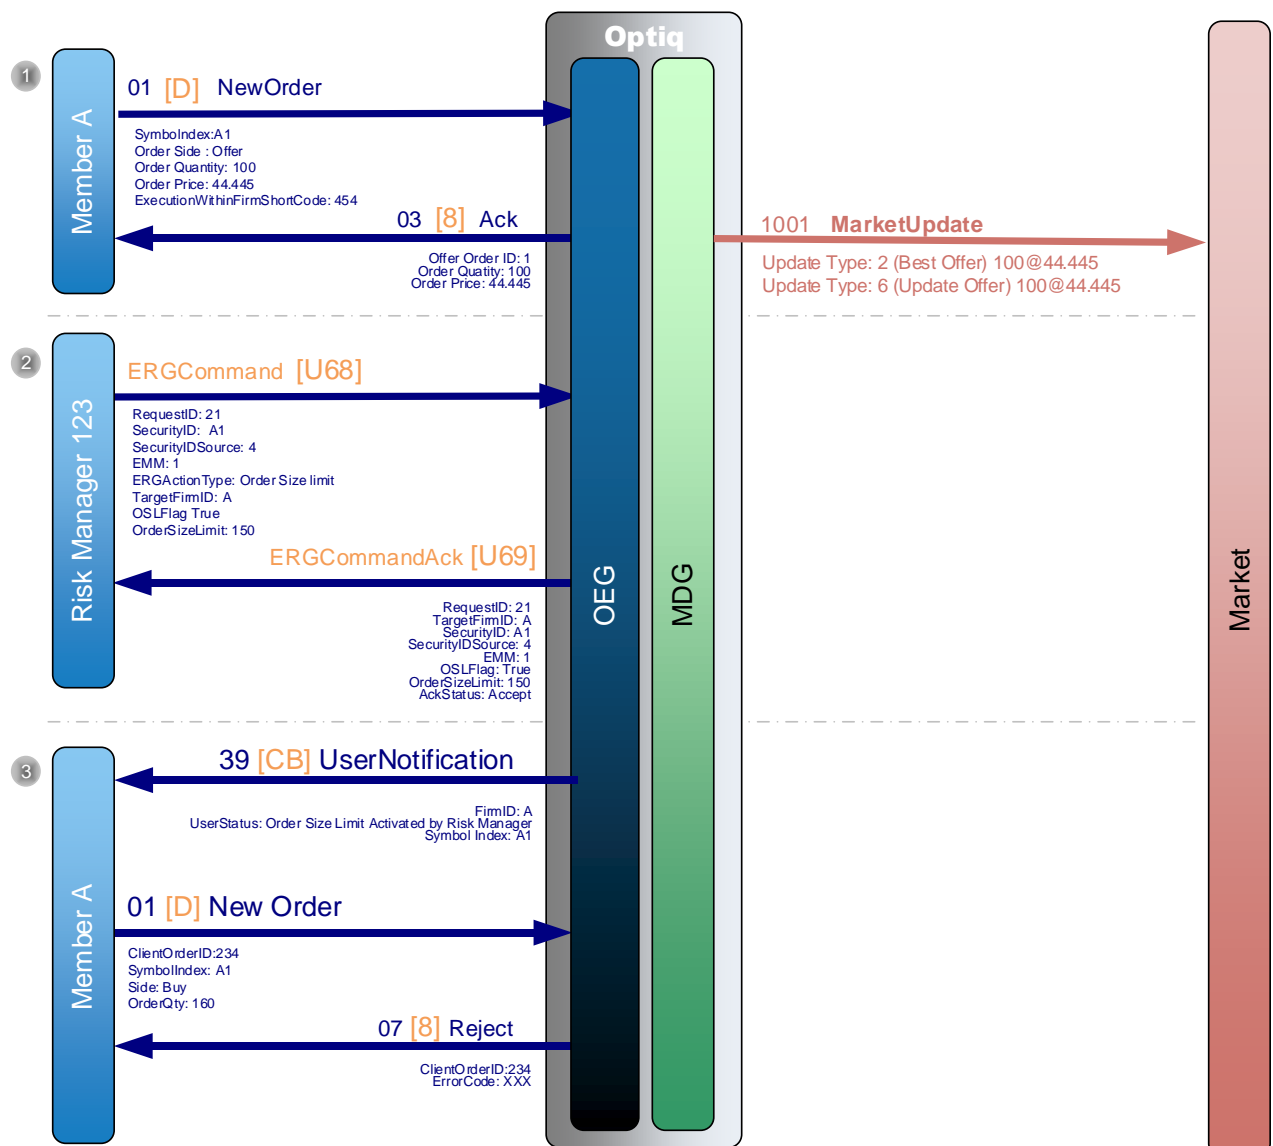 Optiq
1
Member A
01 [D] NewOrder
SymbolIndex:A1
Order Side : Offer
Order Quantity: 100
Order Price: 44.445
ExecutionWithinFirmShortCode: 454
03 [8] Ack
Offer Order ID: 1
Order Quatity: 100
Order Price: 44.445
1001 MarketUpdate
Update Type: 2 (Best Offer) 100@44.445
Update Type: 6 (Update Offer) 100@44.445
2
Risk Manager 123
ERGCommand [U68]
RequestID: 21
SecurityID: A1
SecurityIDSource: 4
EMM: 1
ERGActionType: Order Size limit
TargetFirmID: A
OSLFlag True
OrderSizeLimit: 150
ERGCommandAck [U69]
RequestID: 21
TargetFirmID: A
SecurityID: A1
SecurityIDSource: 4
EMM: 1
OSLFlag: True
OrderSizeLimit: 150
AckStatus: Accept
OEG
MDG
Market
3
Member A
39 [CB] UserNotification
FirmID: A
UserStatus: Order Size Limit Activated by Risk Manager
Symbol Index: A1
01 [D] New Order
ClientOrderID:234
SymbolIndex: A1
Side: Buy
OrderQty: 160
07 [8] Reject
ClientOrderID:234
ErrorCode: XXX